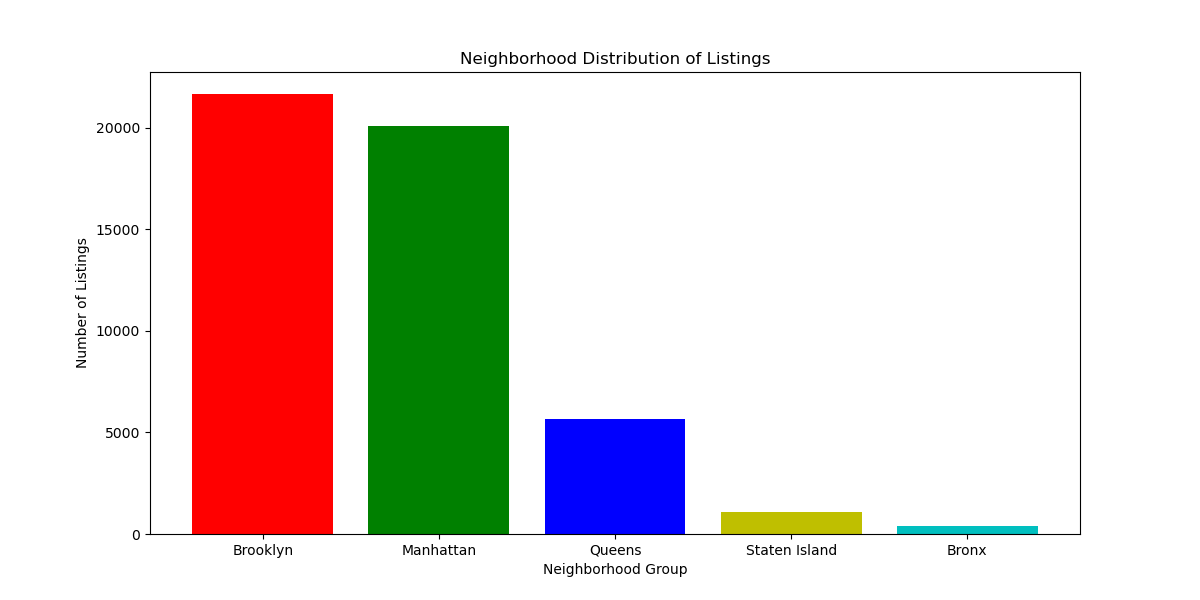 Neighborhood Distribution of Listings
Number of Listings
20000
15000
10000
5000
0
Brooklyn Manhattan Queens Staten Island Bronx
Neighborhood Group